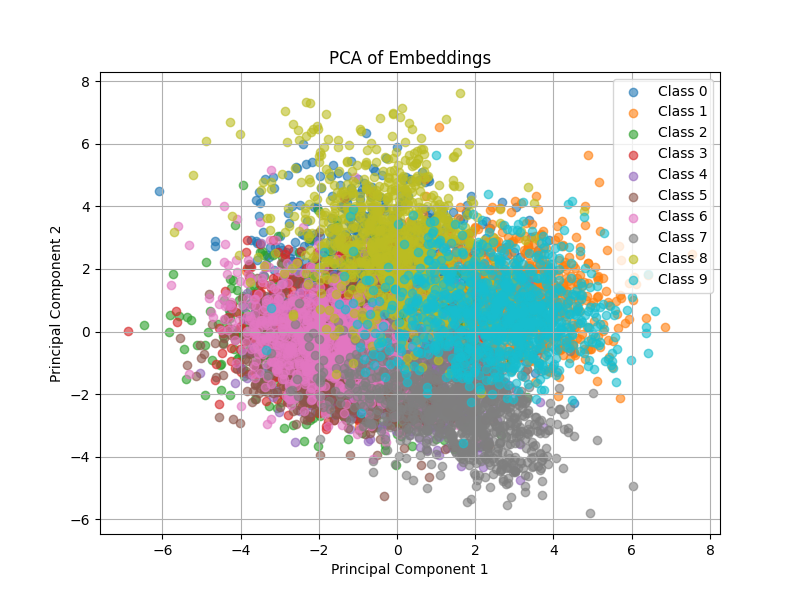 PCA of Embeddings
Class 0
Class 1
Class 2
Class 3
Class 4
Class 5
Class 6
Class 7
Class 8
Class 9
8
6
4
2
0
−2
−4
−6
Principal Component 2
−6 −4 −2 0 2 4 6 8
Principal Component 1